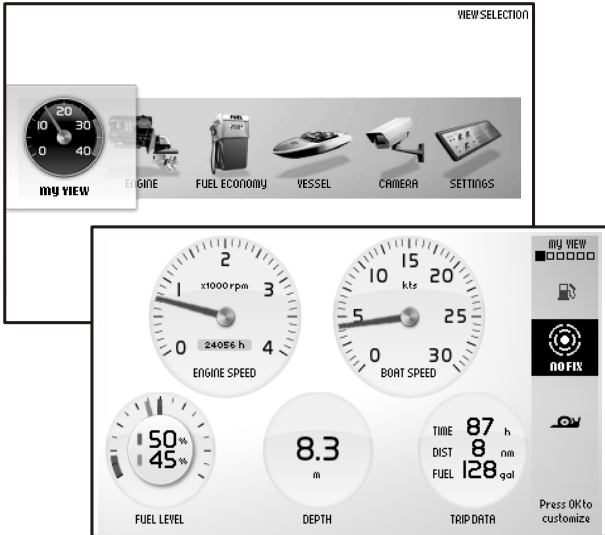 VIEW SELECTION
20
10 30
0 40
MY VIEW
ENGINE
FUEL
FUEL ECONOMY
VESSEL
CAMERA
SETTINGS
2
x1000 rpm
1 3
24056 h
0 4
ENGINE SPEED
15
10 kts 20
5 25
0 30
BOAT SPEED
MY VIEW
NO FIX
50%
45%
FUEL LEVEL
8.3
m
DEPTH
TIME 87 h
DIST 8 nm
FUEL 128 gal
TRIP DATA
Press OK to
customize